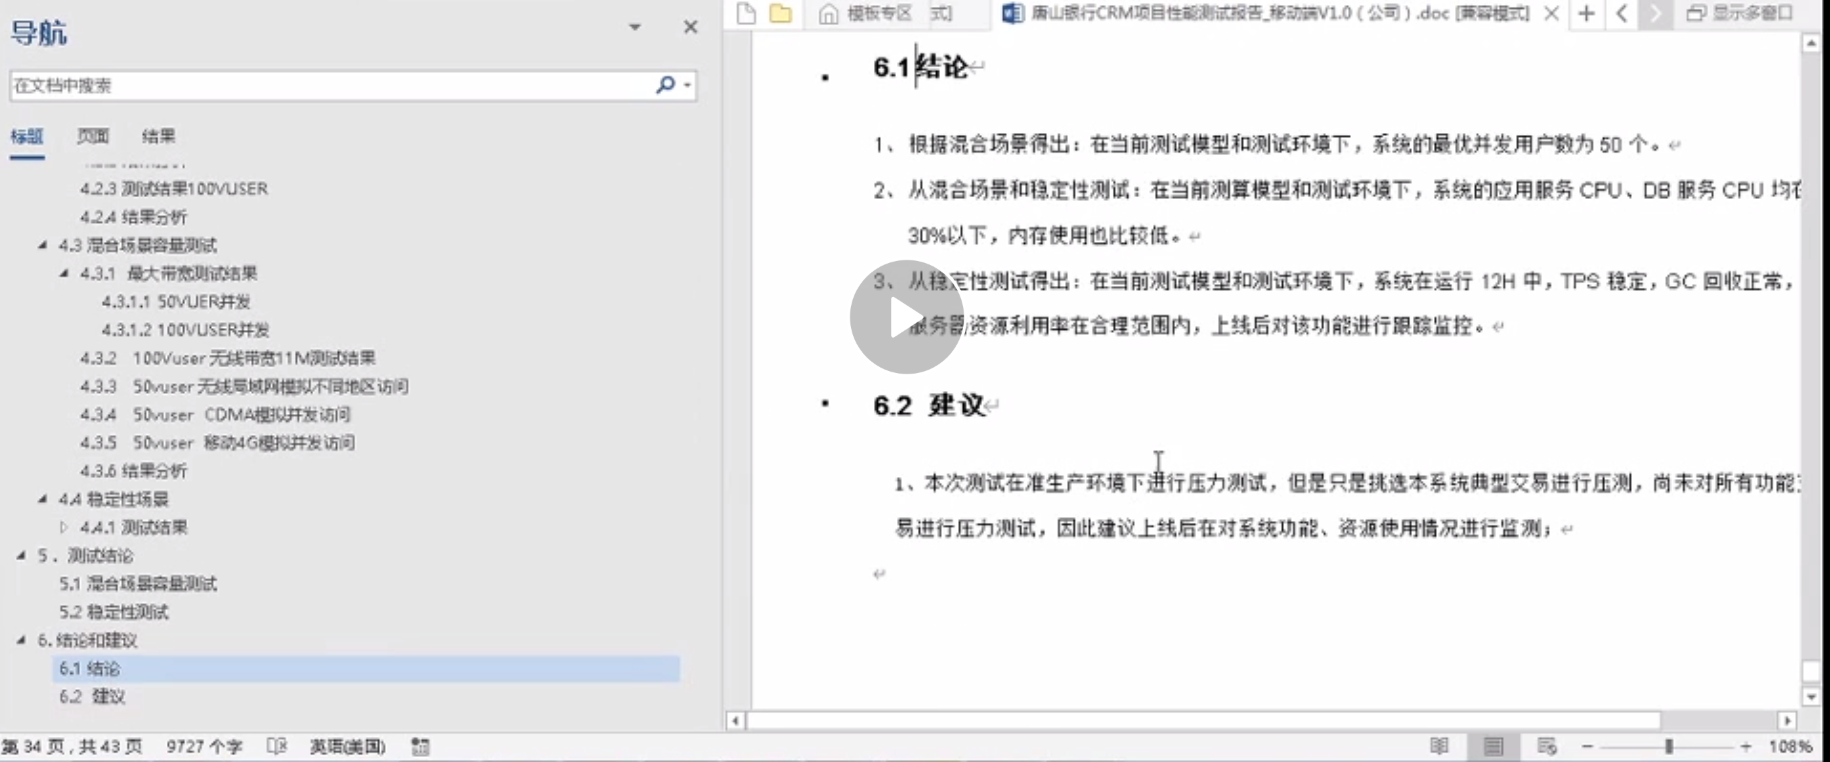 导航
模板专区
式]
唐山银行CRM项目性能测试报告_移动端V1.0（公司）.doc [兼容模式]
显示多窗口
在文档中搜索
标题 页面 结果
4.2.3 测试结果100VUSER
4.2.4 结果分析
4.3 混合场景容量测试
4.3.1 最大带宽测试结果
4.3.1.1 50VUER并发
4.3.1.2 100VUSER并发
4.3.2 100Vuser 无线带宽11M测试结果
4.3.3 50vuser 无线局域网模拟不同地区访问
4.3.4 50vuser CDMA模拟并发访问
4.3.5 50vuser 移动4G模拟并发访问
4.3.6 结果分析
4.4 稳定性场景
4.4.1 测试结果
5．测试结论
5.1 混合场景容量测试
5.2 稳定性测试
6. 结论和建议
6.1 结论
6.2 建议
6.1 结论
1、 根据混合场景得出：在当前测试模型和测试环境下，系统的最优并发用户数为 50 个。
2、 从混合场景和稳定性测试：在当前测算模型和测试环境下，系统的应用服务 CPU、DB 服务 CPU 均在
30%以下，内存使用也比较低。
3、 从稳定性测试得出：在当前测试模型和测试环境下，系统在运行 12H 中，TPS 稳定，GC 回收正常，
服务器资源利用率在合理范围内，上线后对该功能进行跟踪监控。
6.2 建议
1、本次测试在准生产环境下进行压力测试，但是只是挑选本系统典型交易进行压测，尚未对所有功能
易进行压力测试，因此建议上线后在对系统功能、资源使用情况进行监测；
第 34 页，共 43 页 9727 个字 英语(美国)
108%